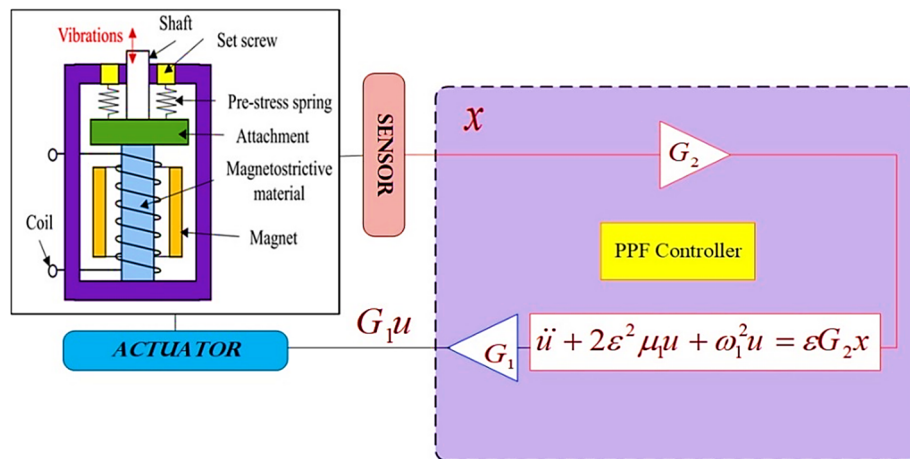 Vibrations
Shaft
Set screw
Pre-stress spring
Attachment
Magnetostrictive
material
Coil
Magnet
SENSOR
x
G₂
PPF Controller
G₁u
ACTUATOR
G₁
ü + 2ε²μ₁u + ω₁²u = εG₂x